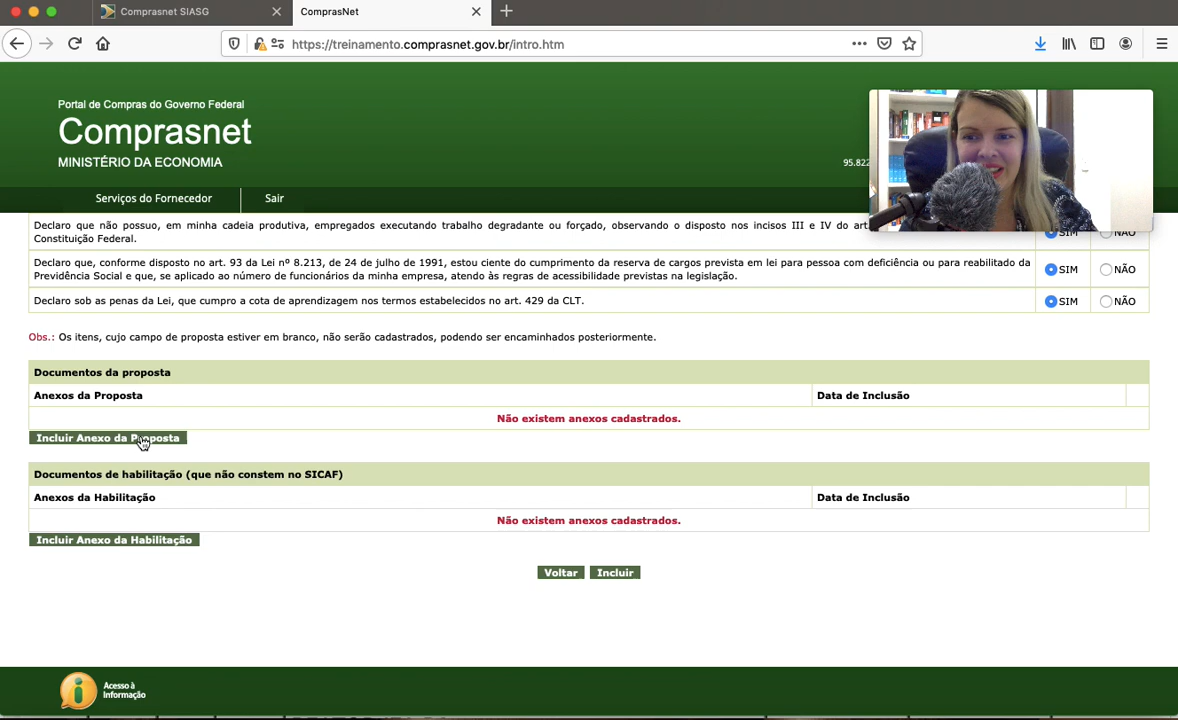 Comprasnet SIASG
ComprasNet
https://treinamento.comprasnet.gov.br/intro.htm
Portal de Compras do Governo Federal
Comprasnet
MINISTÉRIO DA ECONOMIA
95.822
Serviços do Fornecedor
Sair
Declaro que não possuo, em minha cadeia produtiva, empregados executando trabalho degradante ou forçado, observando o disposto nos incisos III e IV do art
Constituição Federal.
SIM NÃO
Declaro que, conforme disposto no art. 93 da Lei nº 8.213, de 24 de julho de 1991, estou ciente do cumprimento da reserva de cargos prevista em lei para pessoa com deficiência ou para reabilitado da
Previdência Social e que, se aplicado ao número de funcionários da minha empresa, atendo às regras de acessibilidade previstas na legislação.
SIM NÃO
Declaro sob as penas da Lei, que cumpro a cota de aprendizagem nos termos estabelecidos no art. 429 da CLT.
SIM NÃO
Obs.: Os itens, cujo campo de proposta estiver em branco, não serão cadastrados, podendo ser encaminhados posteriormente.
Documentos da proposta
Anexos da Proposta Data de Inclusão
Não existem anexos cadastrados.
Incluir Anexo da Proposta
Documentos de habilitação (que não constem no SICAF)
Anexos da Habilitação Data de Inclusão
Não existem anexos cadastrados.
Incluir Anexo da Habilitação
Voltar Incluir
Acesso à
Informação